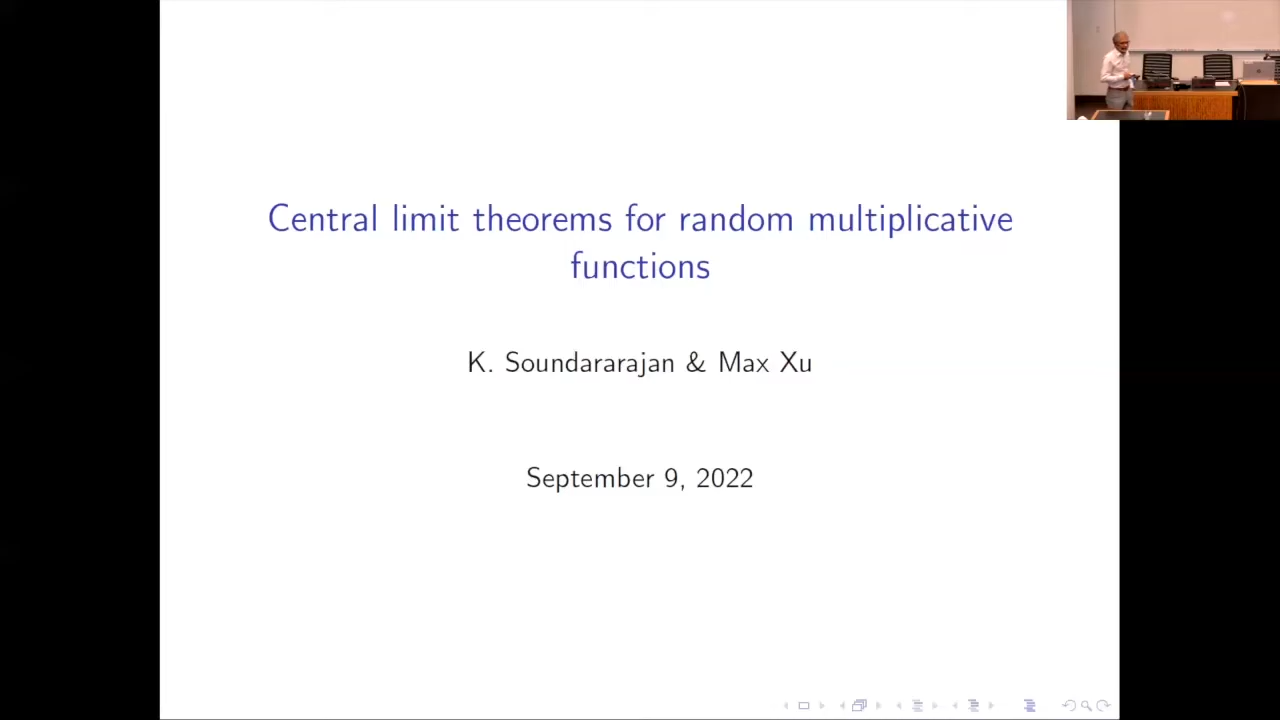 Central limit theorems for random multiplicative
functions
K. Soundararajan & Max Xu
September 9, 2022